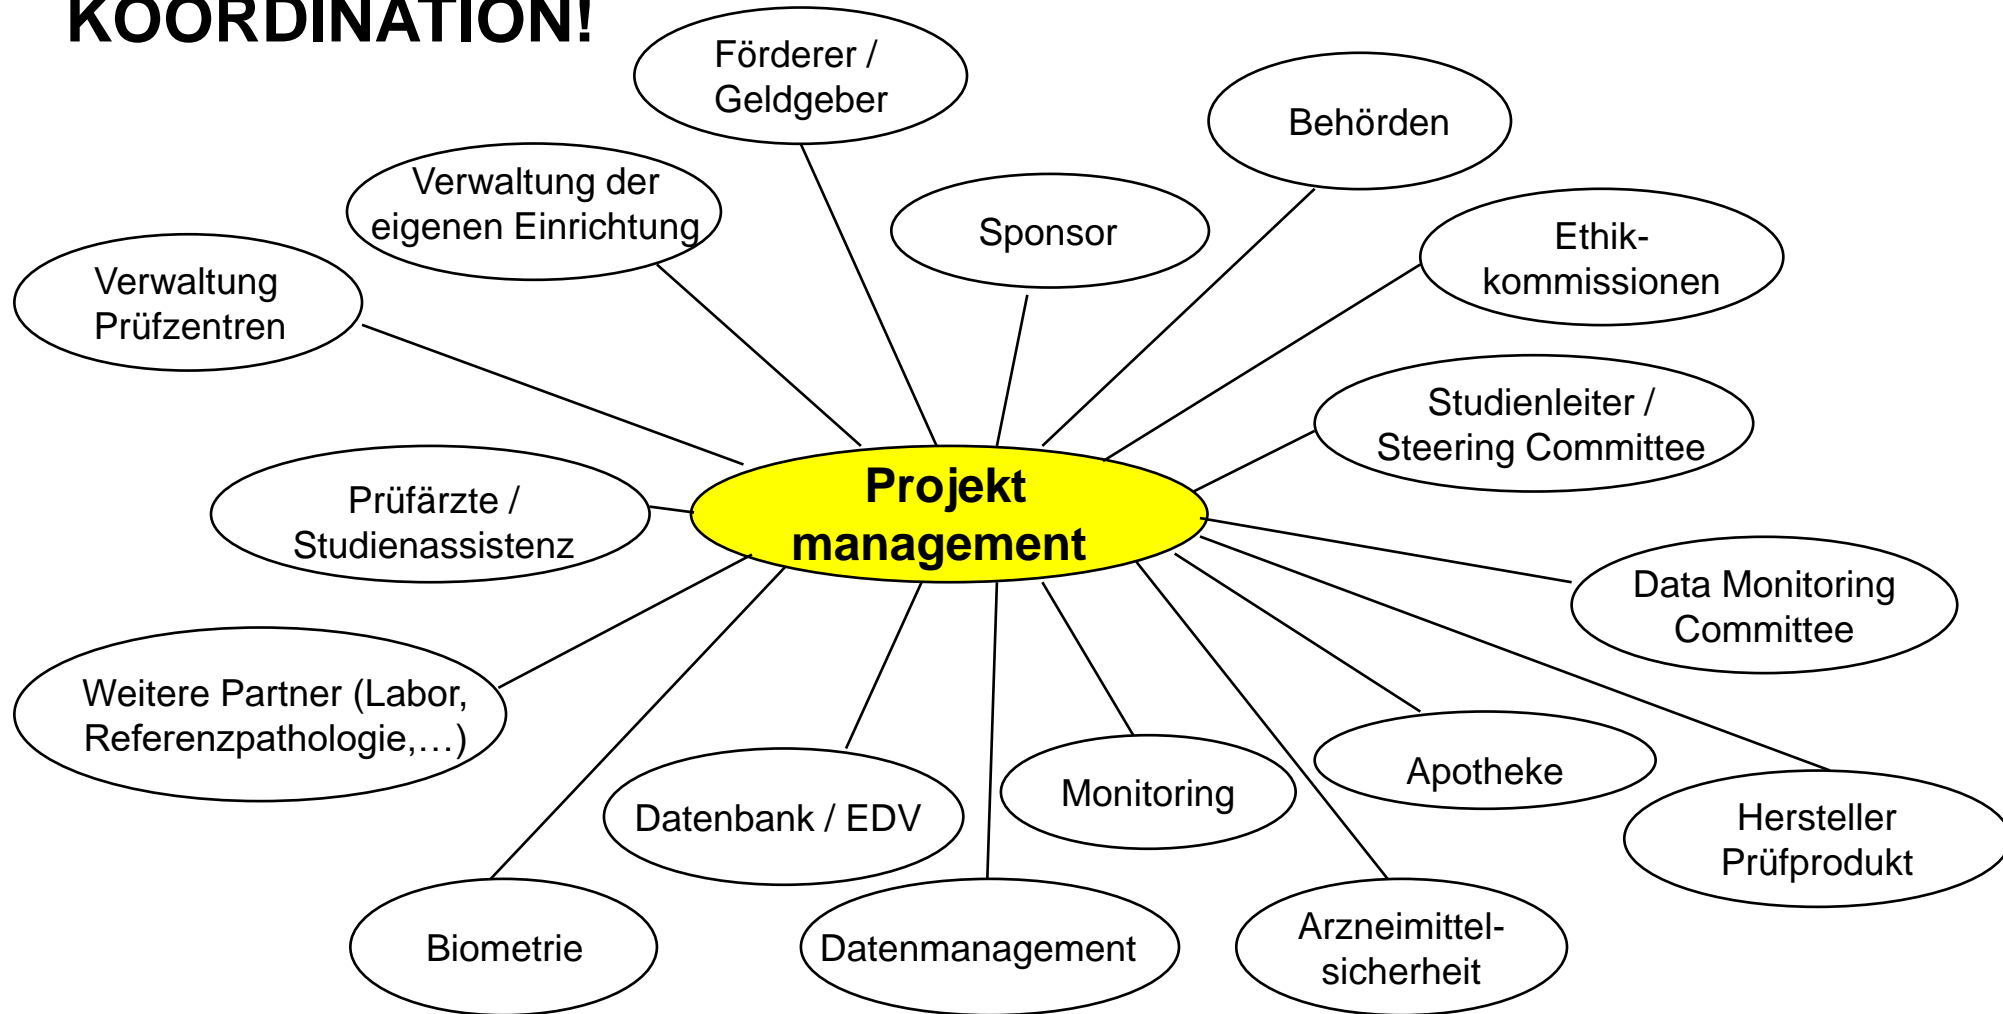 KOORDINATION!
Förderer /
Geldgeber
Behörden
Verwaltung der
eigenen Einrichtung
Sponsor
Ethik-
kommissionen
Verwaltung
Prüfzentren
Studienleiter /
Steering Committee
Prüfärzte /
Studienassistenz
Projekt
management
Data Monitoring
Committee
Weitere Partner (Labor,
Referenzpathologie,…)
Datenbank / EDV
Monitoring
Apotheke
Hersteller
Prüfprodukt
Biometrie
Datenmanagement
Arzneimittel-
sicherheit